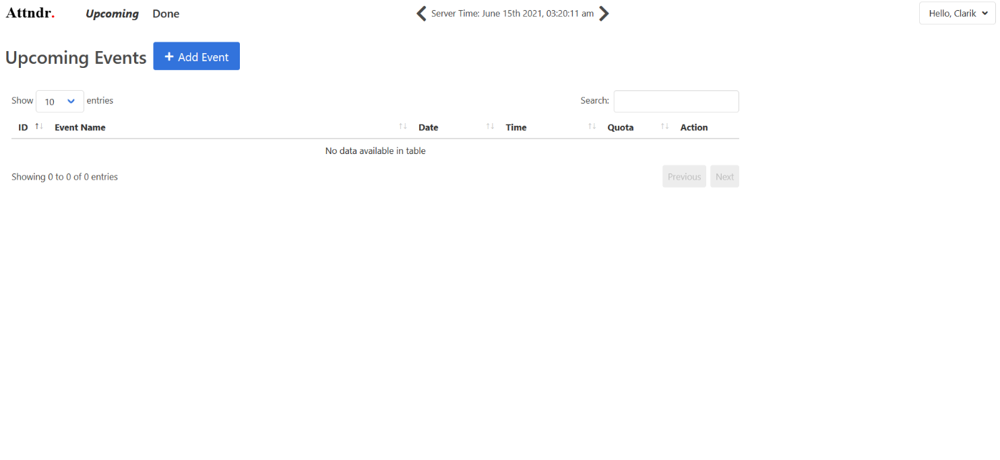 Attndr. Upcoming Done Server Time: June 15th 2021, 03:20:11 am Hello, Clarik
Upcoming Events + Add Event
Show 10 entries Search:
ID ↑↓ Event Name ↑↓ Date ↑↓ Time ↑↓ Quota ↑↓ Action
No data available in table
Showing 0 to 0 of 0 entries Previous Next